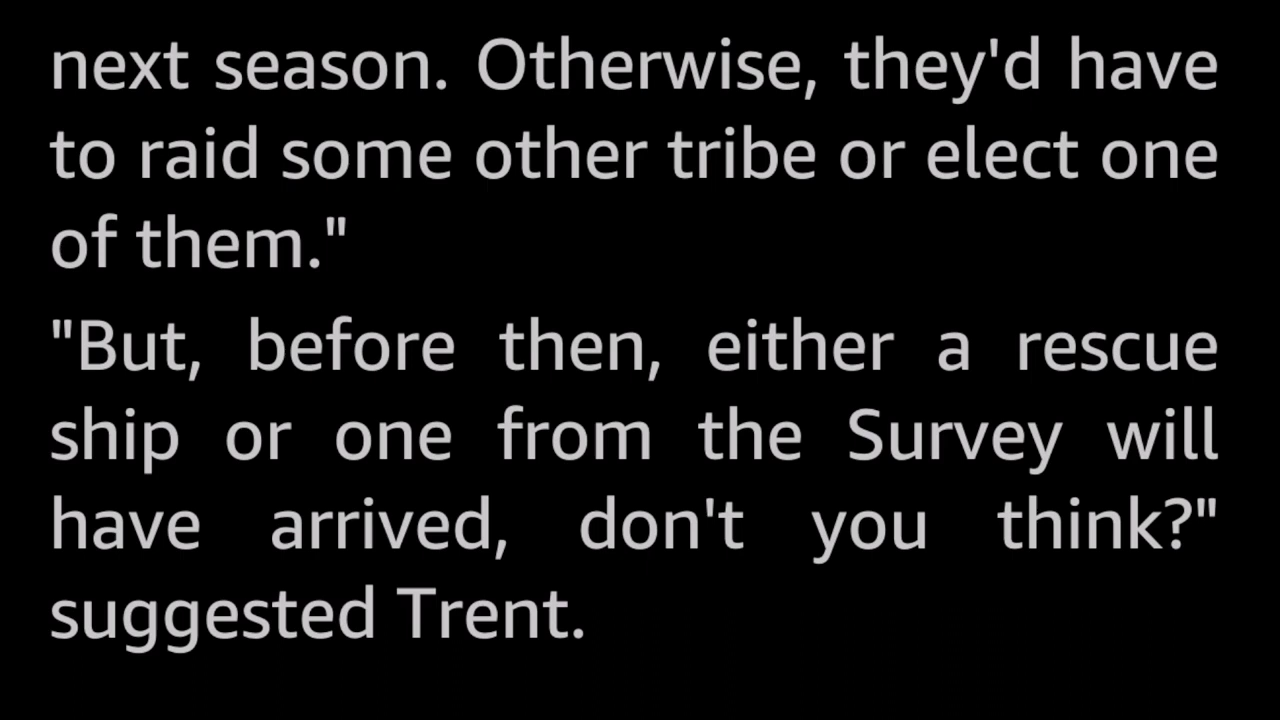 next season. Otherwise, they'd have
to raid some other tribe or elect one
of them."
"But, before then, either a rescue
ship or one from the Survey will
have arrived, don't you think?"
suggested Trent.